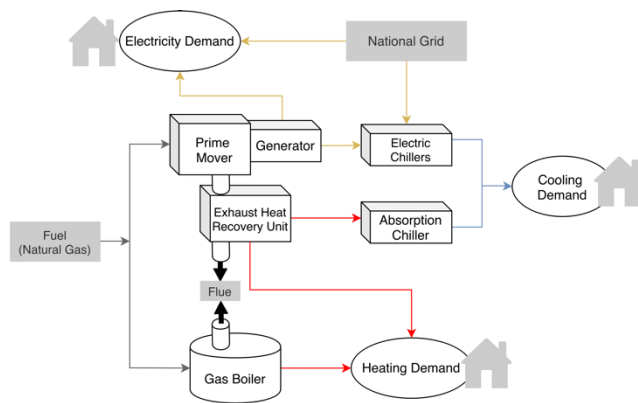 Electricity Demand
National Grid
Prime
Mover
Generator
Electric
Chillers
Cooling
Demand
Exhaust Heat
Recovery Unit
Absorption
Chiller
Fuel
(Natural Gas)
Flue
Gas Boiler
Heating Demand